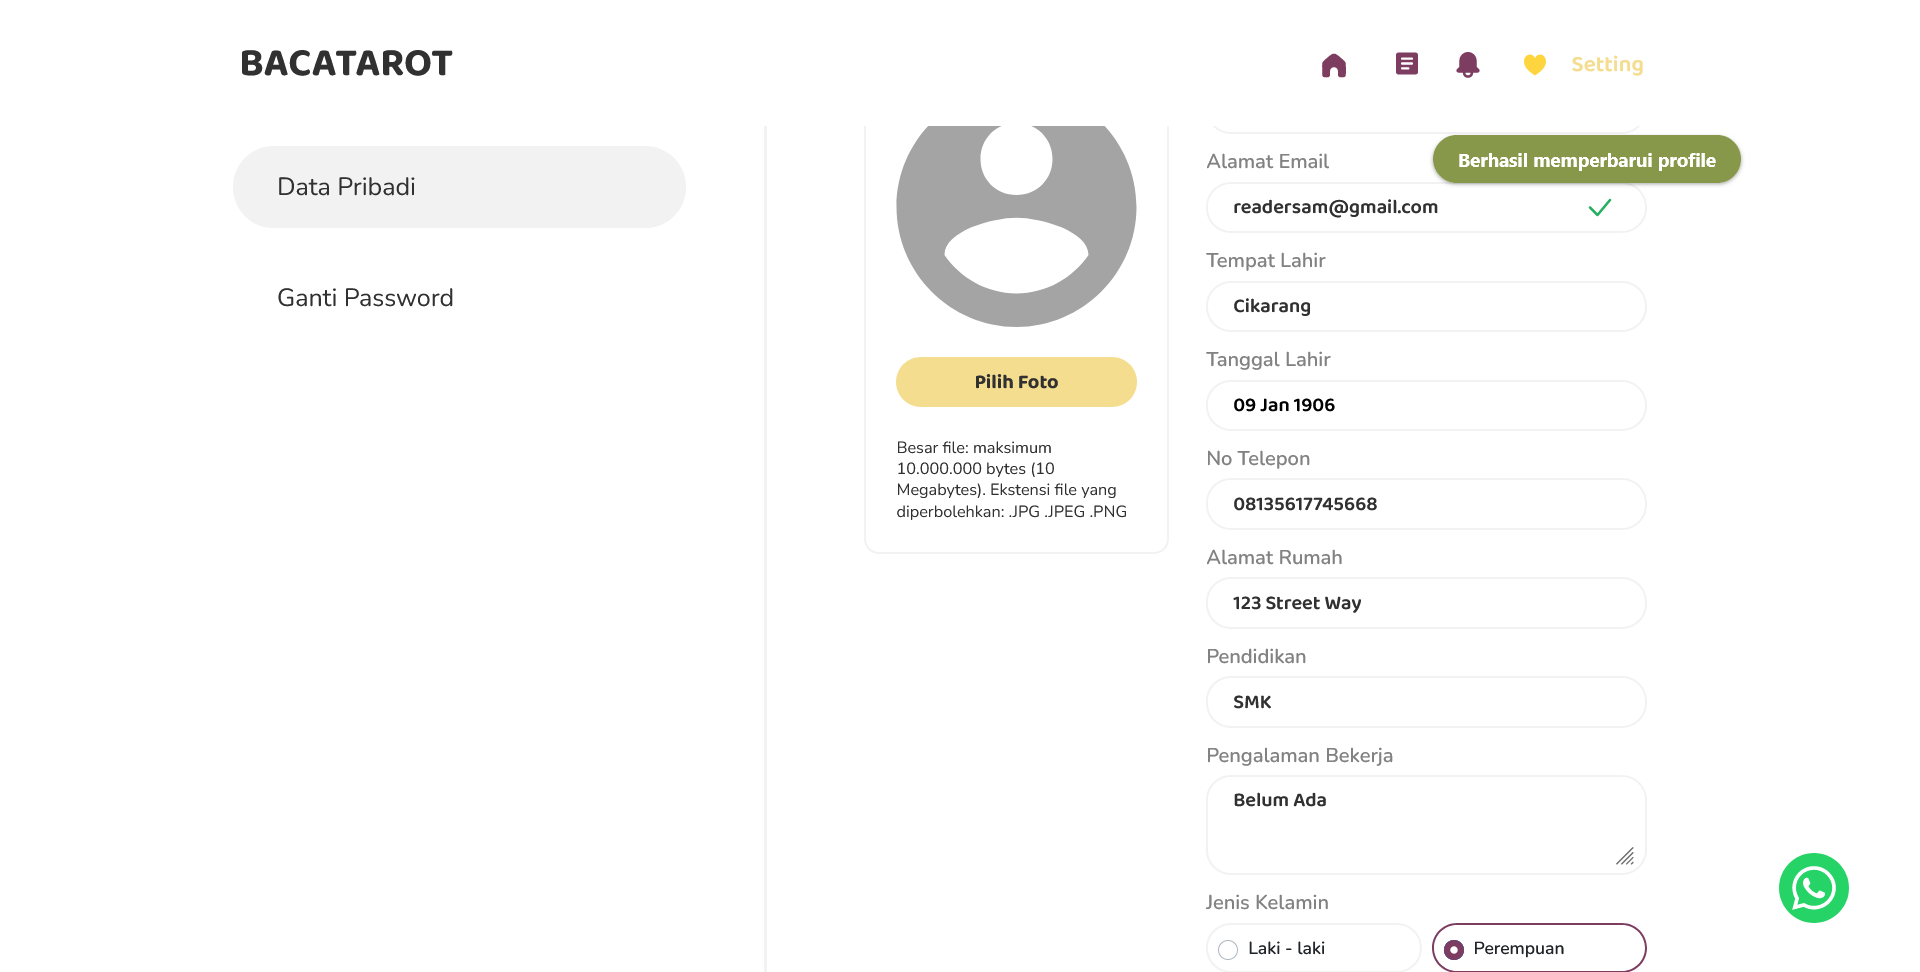 BACATAROT
Setting
Data Pribadi
Ganti Password
Pilih Foto
Besar file: maksimum
10.000.000 bytes (10
Megabytes). Ekstensi file yang
diperbolehkan: .JPG .JPEG .PNG
Berhasil memperbarui profile
Alamat Email
readersam@gmail.com
Tempat Lahir
Cikarang
Tanggal Lahir
09 Jan 1906
No Telepon
08135617745668
Alamat Rumah
123 Street Way
Pendidikan
SMK
Pengalaman Bekerja
Belum Ada
Jenis Kelamin
Laki - laki
Perempuan